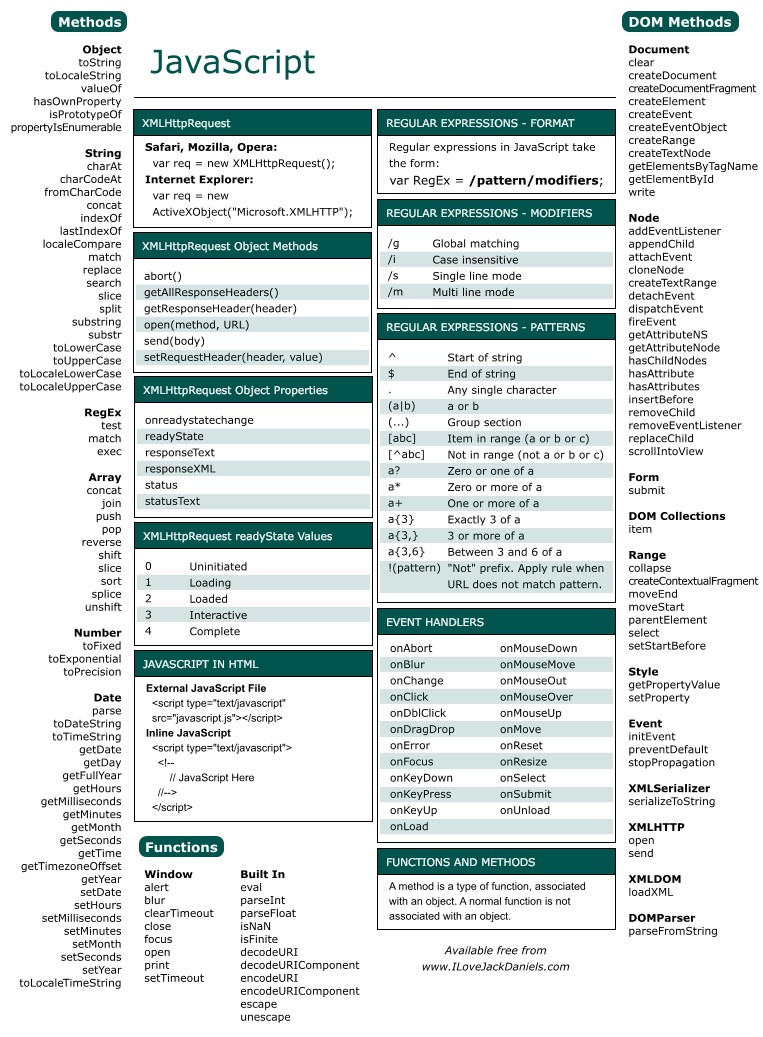 Methods
Object
toString
toLocaleString
valueOf
hasOwnProperty
isPrototypeOf
propertyIsEnumerable
String
charAt
charCodeAt
fromCharCode
concat
indexOf
lastIndexOf
localeCompare
match
replace
search
slice
split
substring
substr
toLowerCase
toUpperCase
toLocaleLowerCase
toLocaleUpperCase
RegEx
test
match
exec
Array
concat
join
push
pop
reverse
shift
slice
sort
splice
unshift
Number
toFixed
toExponential
toPrecision
Date
parse
toDateString
toTimeString
getDate
getDay
getFullYear
getHours
getMilliseconds
getMinutes
getMonth
getSeconds
getTime
getTimezoneOffset
getYear
setDate
setHours
setMilliseconds
setMinutes
setMonth
setSeconds
setYear
toLocaleTimeString
JavaScript
XMLHttpRequest
Safari, Mozilla, Opera:
var req = new XMLHttpRequest();
Internet Explorer:
var req = new
ActiveXObject("Microsoft.XMLHTTP");
XMLHttpRequest Object Methods
abort()
getAllResponseHeaders()
getResponseHeader(header)
open(method, URL)
send(body)
setRequestHeader(header, value)
XMLHttpRequest Object Properties
onreadystatechange
readyState
responseText
responseXML
status
statusText
XMLHttpRequest readyState Values
0 Uninitiated
1 Loading
2 Loaded
3 Interactive
4 Complete
JAVASCRIPT IN HTML
External JavaScript File
<script type="text/javascript"
src="javascript.js"></script>
Inline JavaScript
<script type="text/javascript">
<!--
// JavaScript Here
//-->
</script>
Functions
Window
alert
blur
clearTimeout
close
focus
open
print
setTimeout
Built In
eval
parseInt
parseFloat
isNaN
isFinite
decodeURI
decodeURIComponent
encodeURI
encodeURIComponent
escape
unescape
REGULAR EXPRESSIONS - FORMAT
Regular expressions in JavaScript take
the form:
var RegEx = /pattern/modifiers;
REGULAR EXPRESSIONS - MODIFIERS
/g Global matching
/i Case insensitive
/s Single line mode
/m Multi line mode
REGULAR EXPRESSIONS - PATTERNS
^ Start of string
$ End of string
. Any single character
(a|b) a or b
(...) Group section
[abc] Item in range (a or b or c)
[^abc] Not in range (not a or b or c)
a? Zero or one of a
a* Zero or more of a
a+ One or more of a
a{3} Exactly 3 of a
a{3,} 3 or more of a
a{3,6} Between 3 and 6 of a
!(pattern) "Not" prefix. Apply rule when
URL does not match pattern.
EVENT HANDLERS
onAbort onMouseDown
onBlur onMouseMove
onChange onMouseOut
onClick onMouseOver
onDblClick onMouseUp
onDragDrop onMove
onError onReset
onFocus onResize
onKeyDown onSelect
onKeyPress onSubmit
onKeyUp onUnload
onLoad
FUNCTIONS AND METHODS
A method is a type of function, associated
with an object. A normal function is not
associated with an object.
Available free from
www.ILoveJackDaniels.com
DOM Methods
Document
clear
createDocument
createDocumentFragment
createElement
createEvent
createEventObject
createRange
createTextNode
getElementsByTagName
getElementById
write
Node
addEventListener
appendChild
attachEvent
cloneNode
createTextRange
detachEvent
dispatchEvent
fireEvent
getAttributeNS
getAttributeNode
hasChildNodes
hasAttribute
hasAttributes
insertBefore
removeChild
removeEventListener
replaceChild
scrollIntoView
Form
submit
DOM Collections
item
Range
collapse
createContextualFragment
moveEnd
moveStart
parentElement
select
setStartBefore
Style
getPropertyValue
setProperty
Event
initEvent
preventDefault
stopPropagation
XMLSerializer
serializeToString
XMLHTTP
open
send
XMLDOM
loadXML
DOMParser
parseFromString